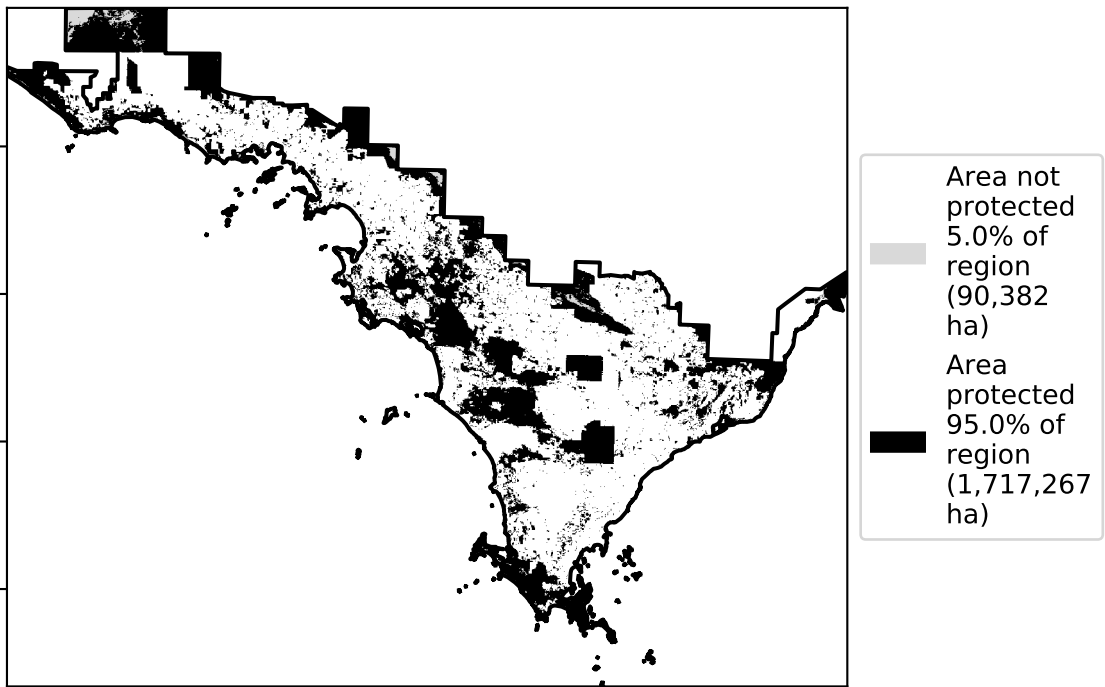 Area not
protected
5.0% of
region
(90,382
ha)
Area
protected
95.0% of
region
(1,717,267
ha)